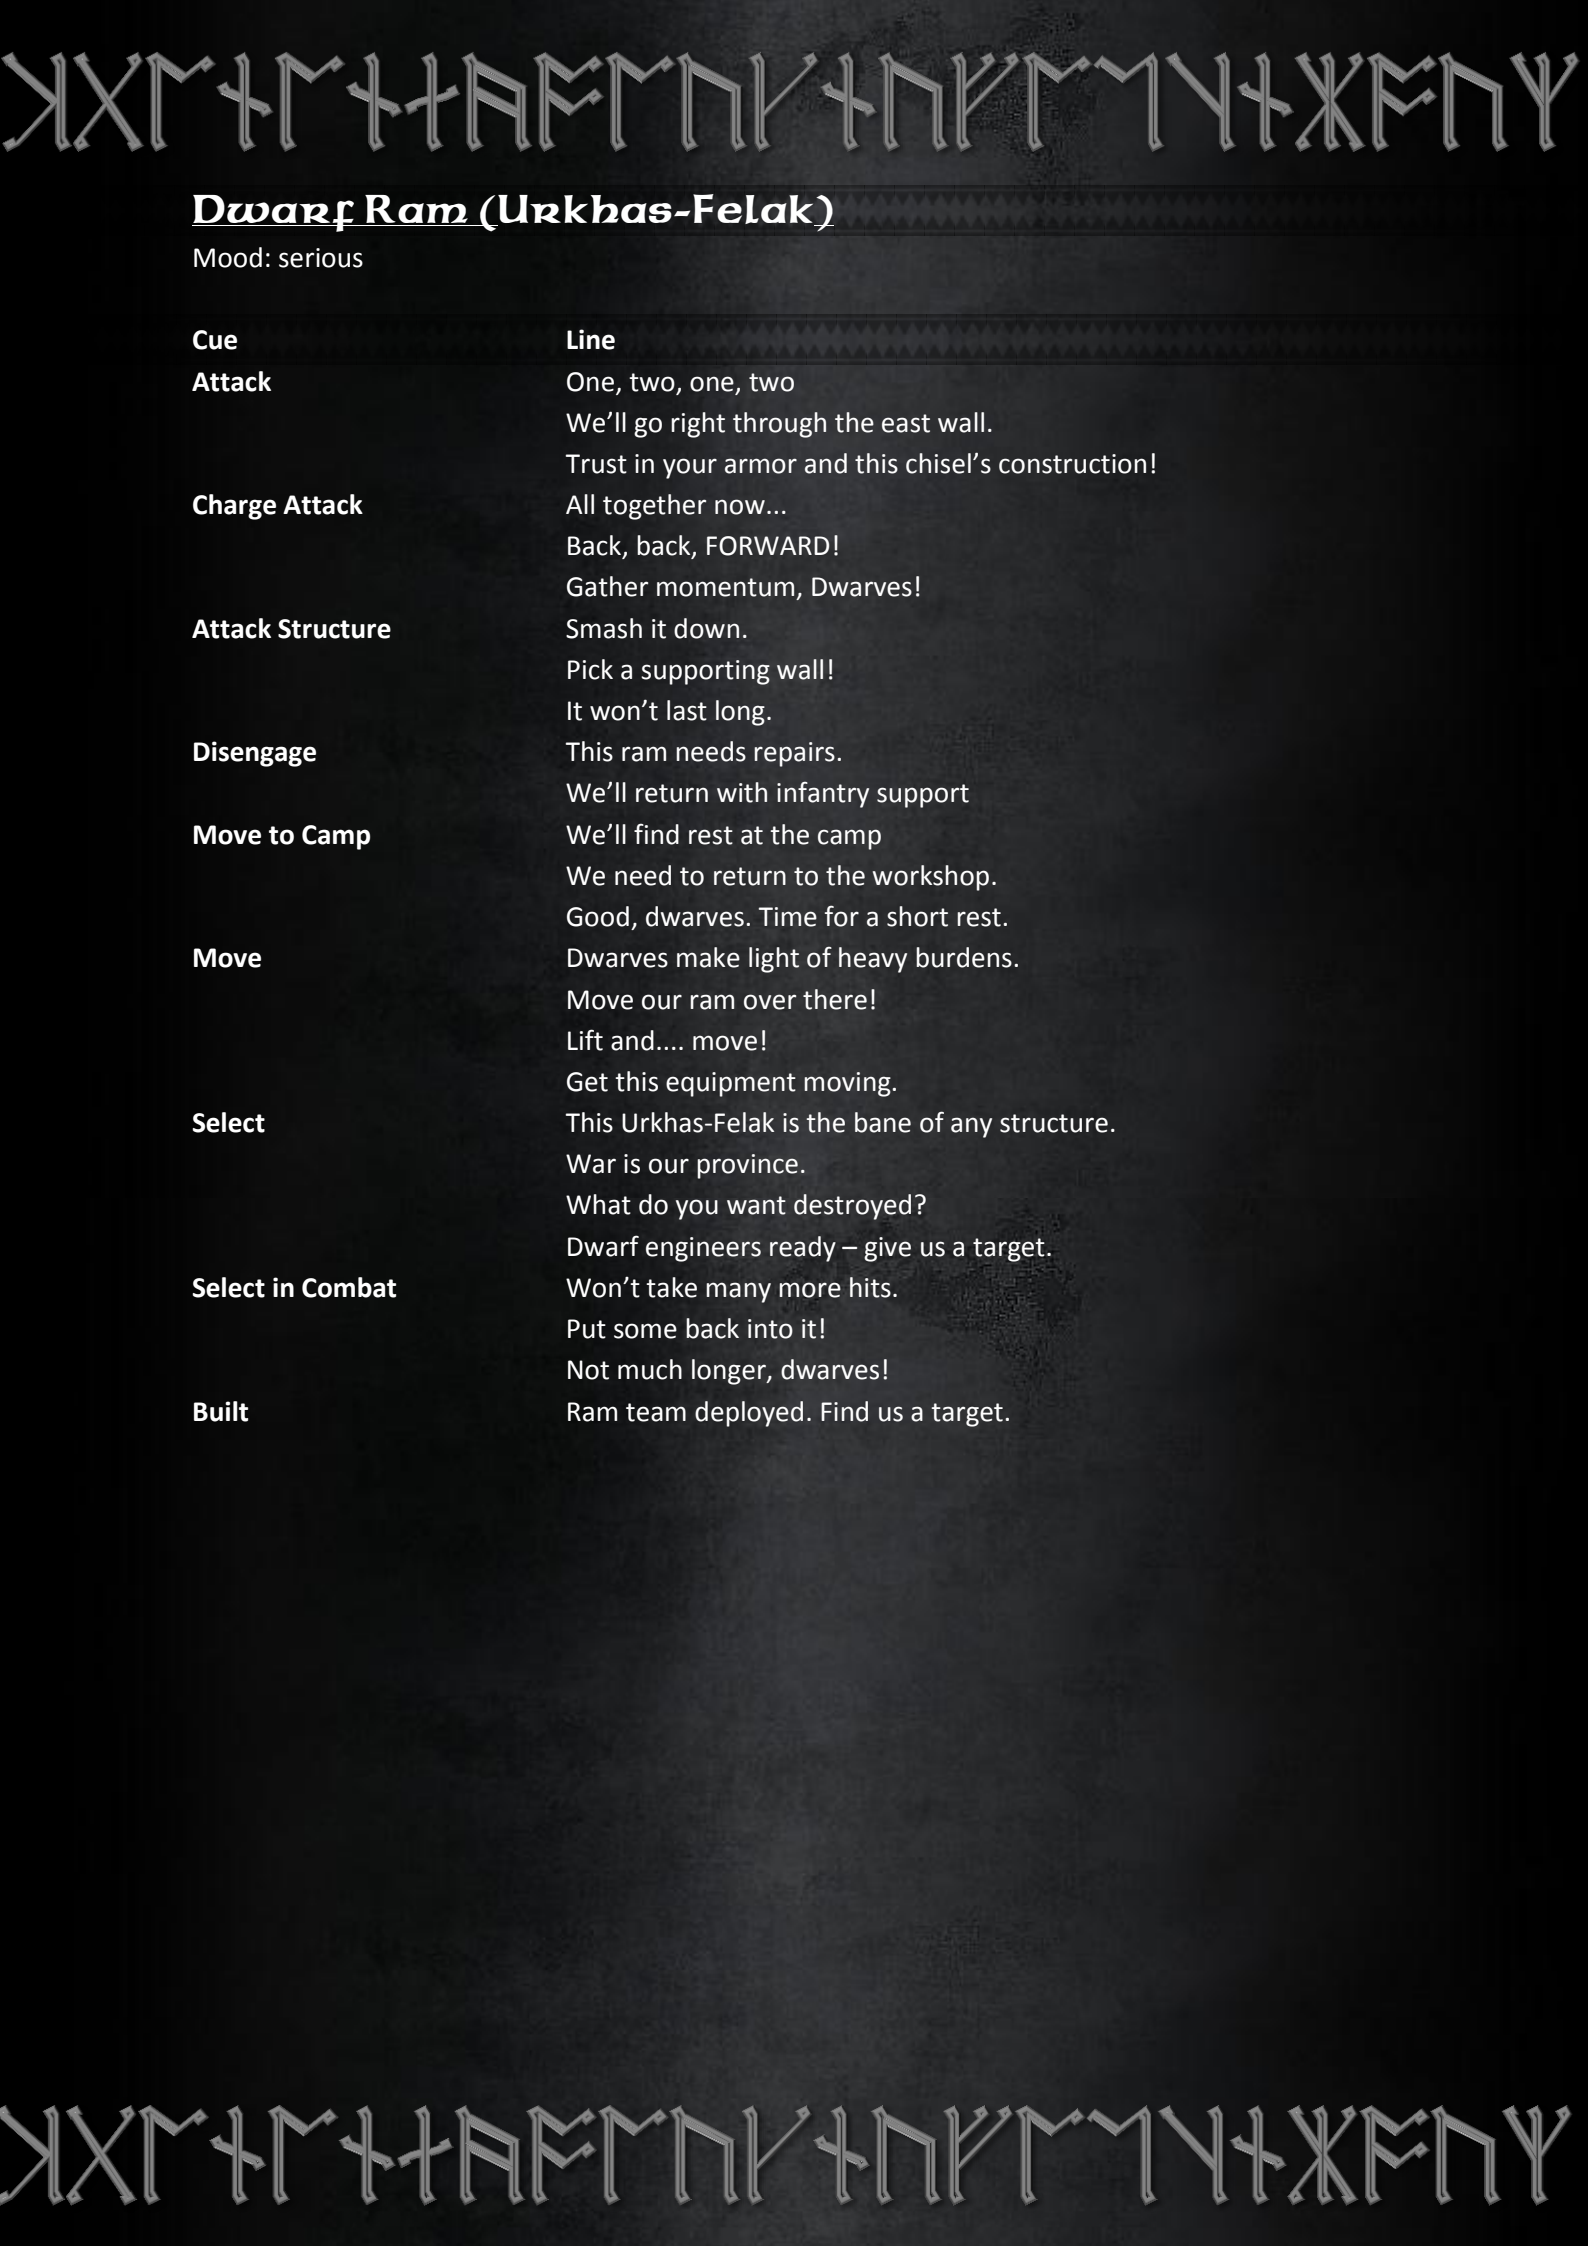 Dwarf Ram (Urkhas-Felak)
Mood: serious
Cue Line
Attack One, two, one, two
We’ll go right through the east wall.
Trust in your armor and this chisel’s construction!
Charge Attack All together now...
Back, back, FORWARD!
Gather momentum, Dwarves!
Attack Structure Smash it down.
Pick a supporting wall!
It won’t last long.
Disengage This ram needs repairs.
We’ll return with infantry support
Move to Camp We’ll find rest at the camp
We need to return to the workshop.
Good, dwarves. Time for a short rest.
Move Dwarves make light of heavy burdens.
Move our ram over there!
Lift and.... move!
Get this equipment moving.
Select This Urkhas-Felak is the bane of any structure.
War is our province.
What do you want destroyed?
Dwarf engineers ready – give us a target.
Select in Combat Won’t take many more hits.
Put some back into it!
Not much longer, dwarves!
Built Ram team deployed. Find us a target.